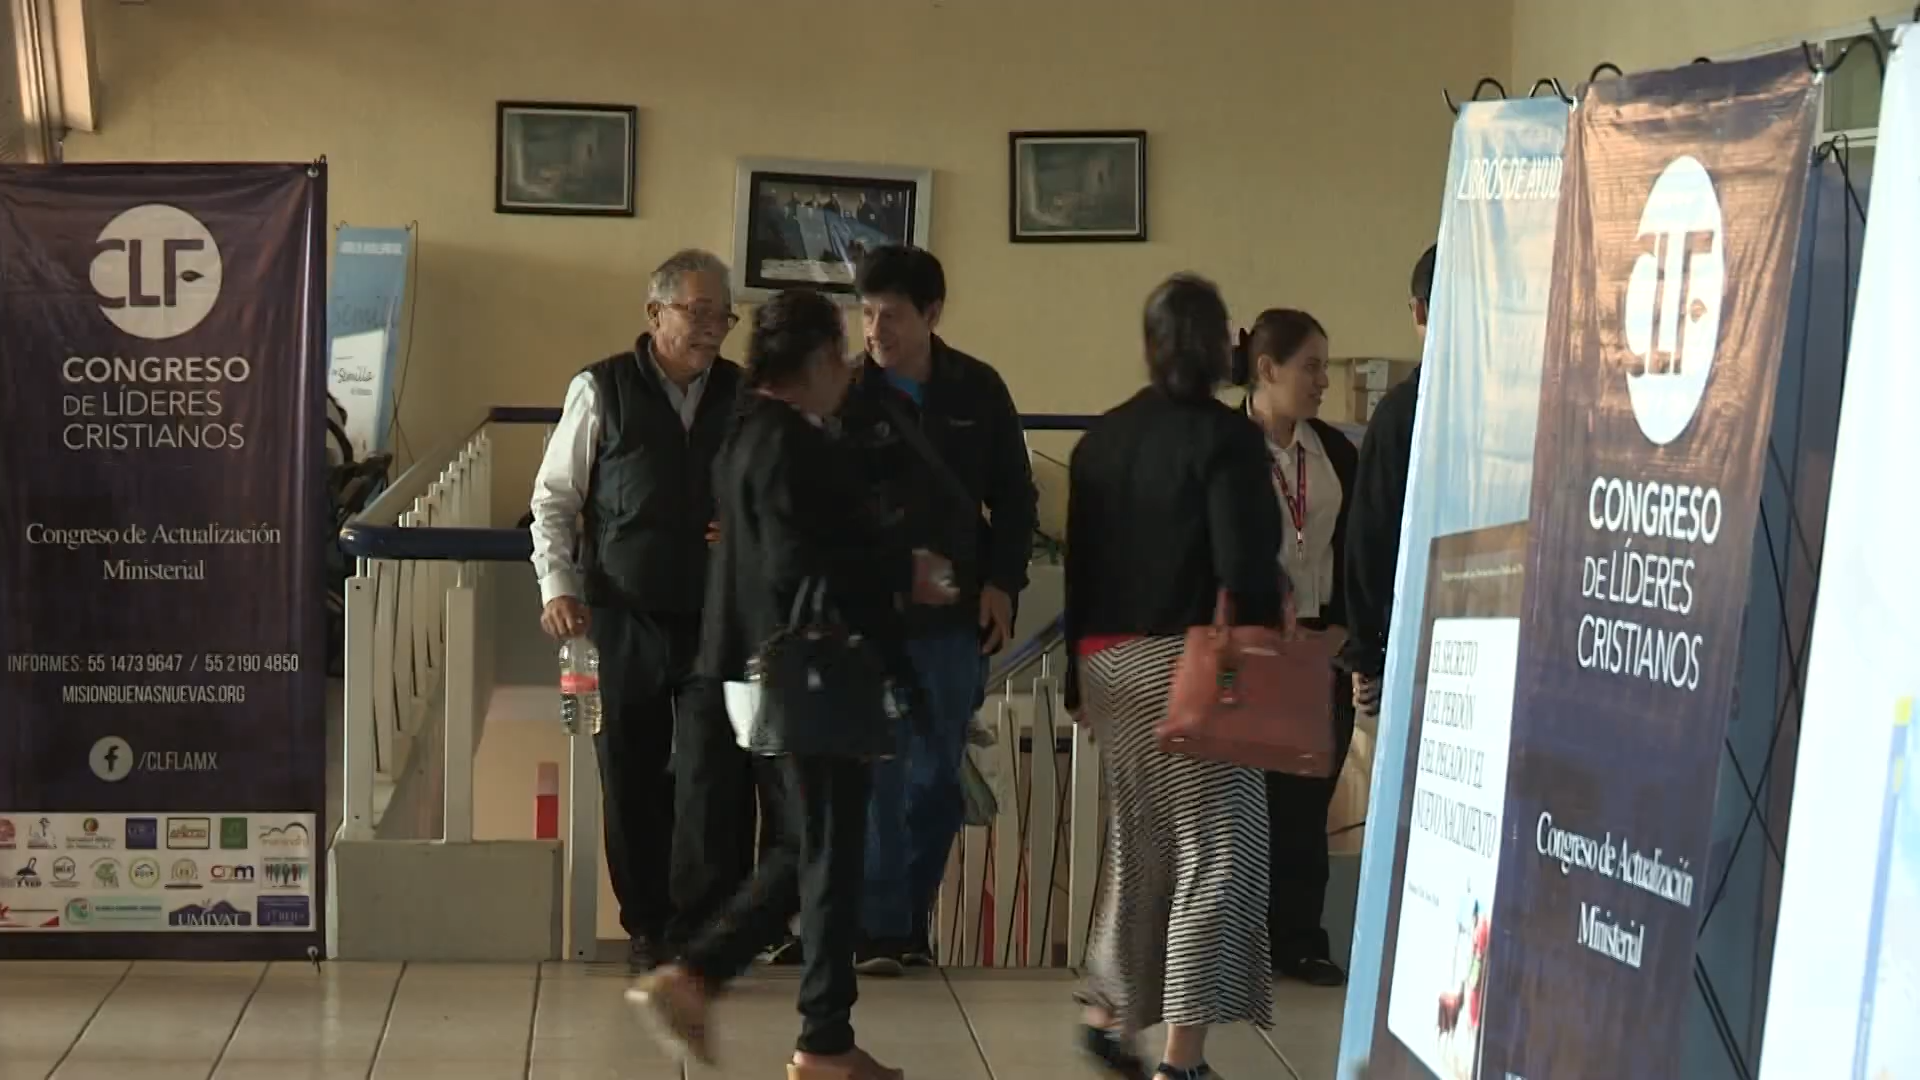 CLF
CONGRESO
DE LÍDERES
CRISTIANOS
Congreso de Actualización
Ministerial
INFORMES: 55 1473 9647 / 55 2190 4850
MISIONBUENASNUEVAS.ORG
f /CLFLAMX
UMIVAT
Semilla
LIBROS DE AYUD
EL SECRETO
DEL PERDÓN
DEL PECADO Y EL
NUEVO NACIMIENTO
CLF
CONGRESO
DE LÍDERES
CRISTIANOS
Congreso de Actualización
Ministerial